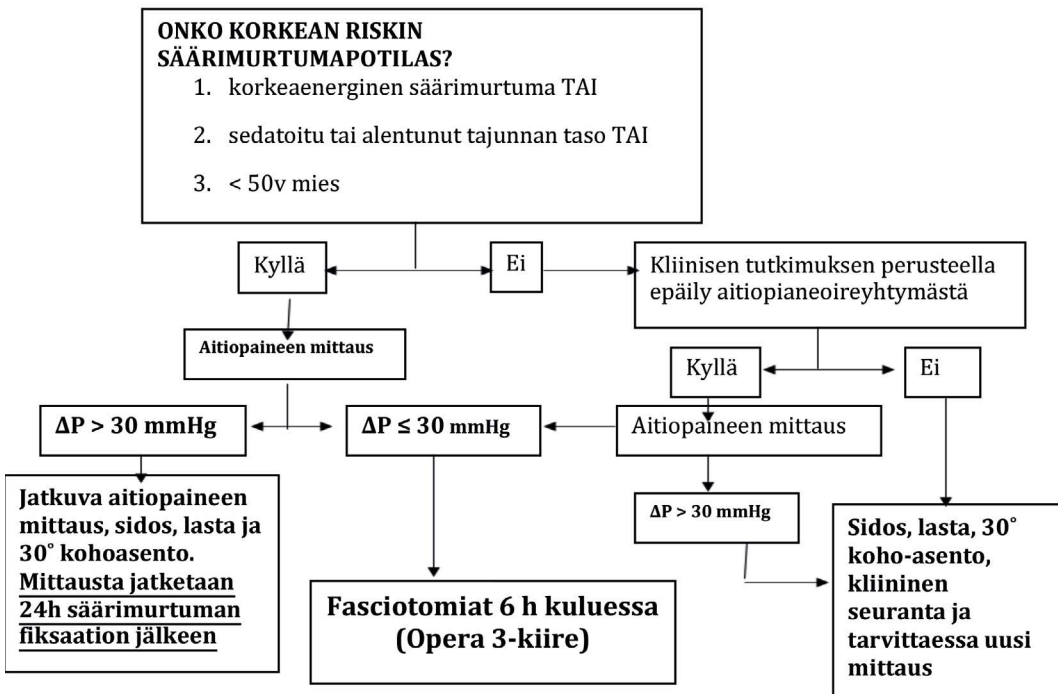 ONKO KORKEAN RISKIN
SÄÄRIMURTUMAPOTILAS?
1. korkeaenerginen säärimurtuma TAI
2. sedatoitu tai alentunut tajunnan taso TAI
3. < 50v mies
Kyllä
Ei
Kliinisen tutkimuksen perusteella
epäily aitiopianeoireyhtymästä
Aitiopaineen mittaus
Kyllä
Ei
ΔP > 30 mmHg
ΔP ≤ 30 mmHg
Aitiopaineen mittaus
Jatkuva aitiopaineen
mittaus, sidos, lasta ja
30° kohoasento.
Mittausta jatketaan
24h säärimurtuman
fiksaation jälkeen
ΔP > 30 mmHg
Fasciotomiat 6 h kuluessa
(Opera 3-kiire)
Sidos, lasta, 30°
koho-asento,
kliininen
seuranta ja
tarvittaessa uusi
mittaus